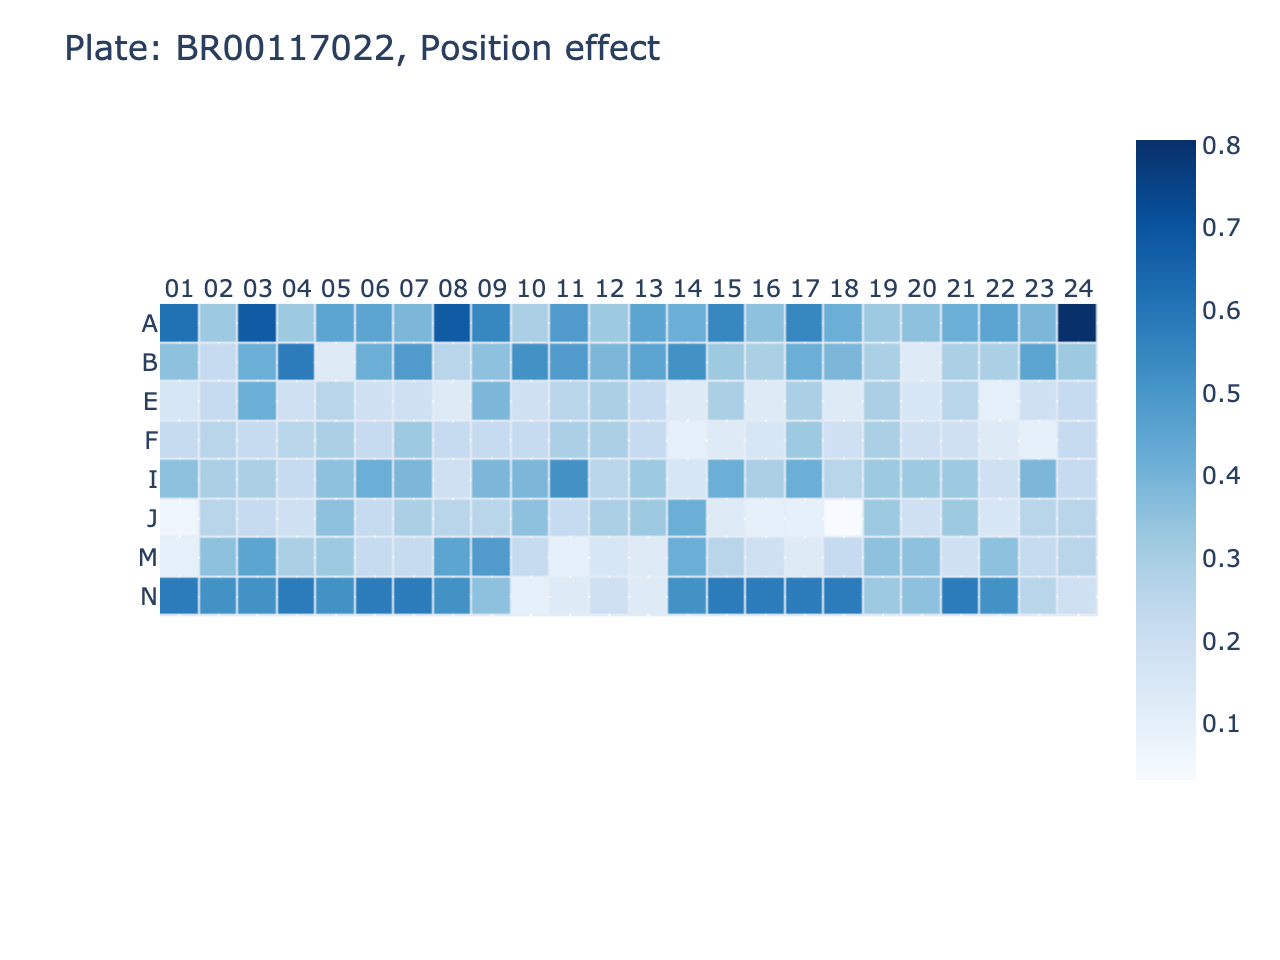 Plate: BR00117022, Position effect
01 02 03 04 05 06 07 08 09 10 11 12 13 14 15 16 17 18 19 20 21 22 23 24
A
B
E
F
I
J
M
N
0.8
0.7
0.6
0.5
0.4
0.3
0.2
0.1